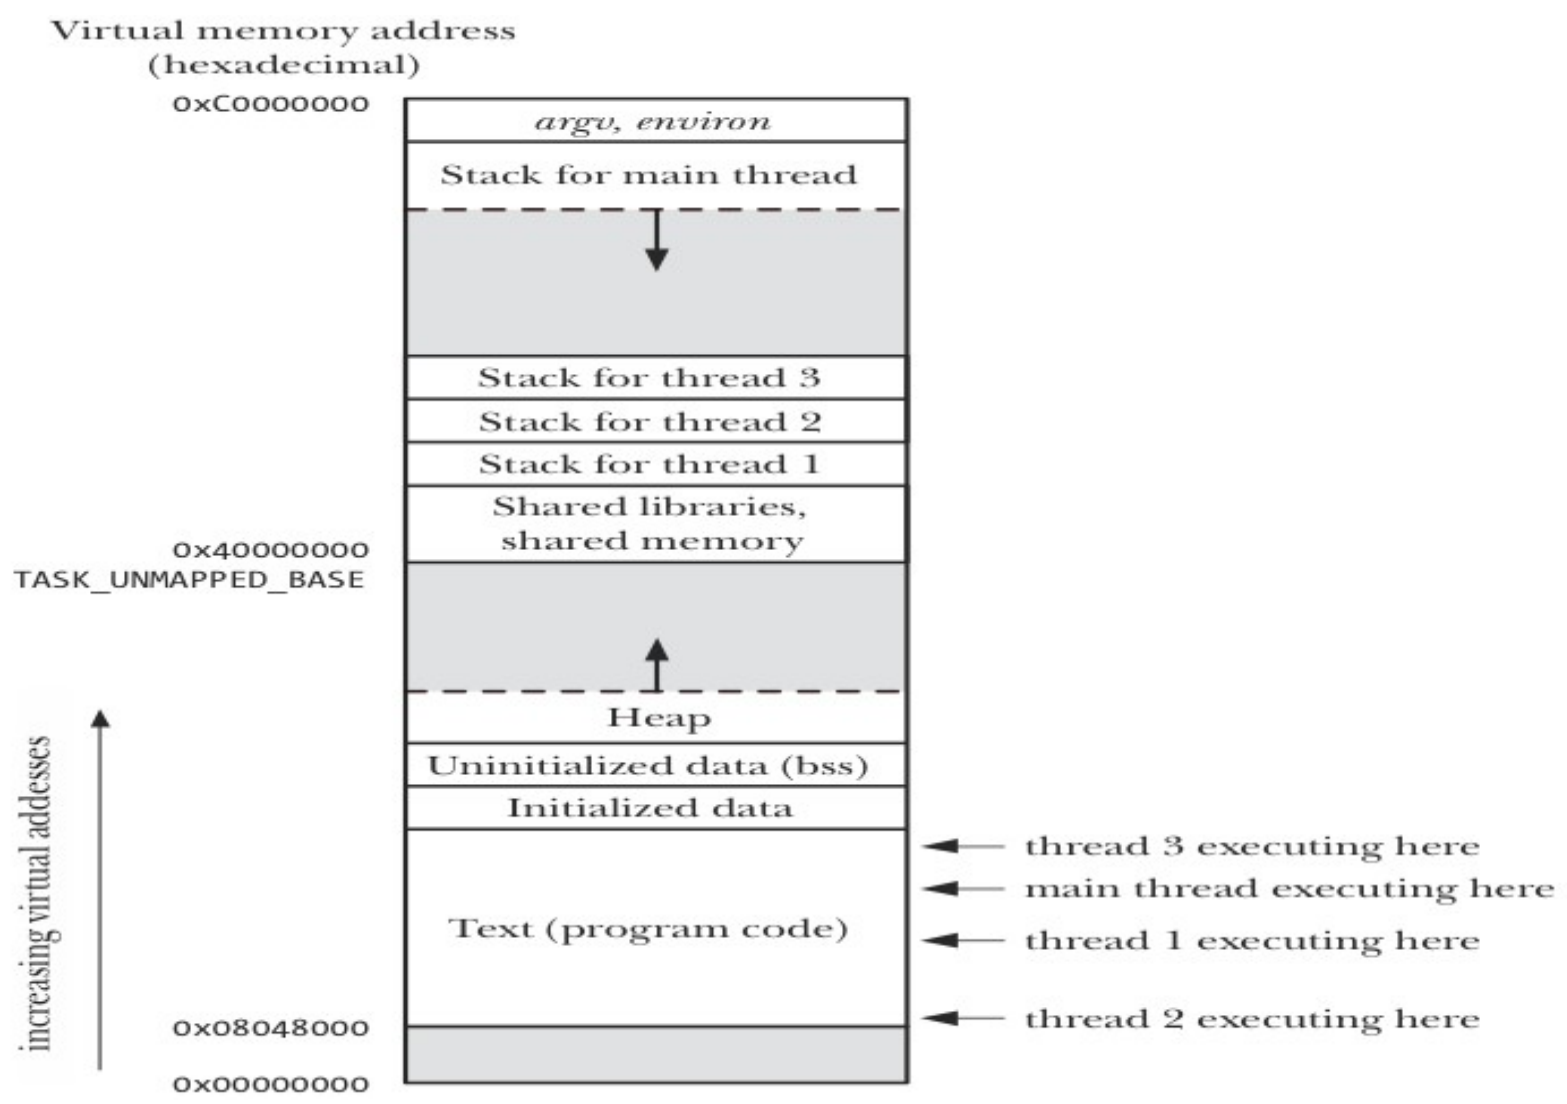 Virtual memory address
(hexadecimal)
0xC0000000
argv, environ
Stack for main thread
Stack for thread 3
Stack for thread 2
Stack for thread 1
Shared libraries,
shared memory
0x40000000
TASK_UNMAPPED_BASE
Heap
Uninitialized data (bss)
Initialized data
increasing virtual addesses
Text (program code)
thread 3 executing here
main thread executing here
thread 1 executing here
thread 2 executing here
0x08048000
0x00000000